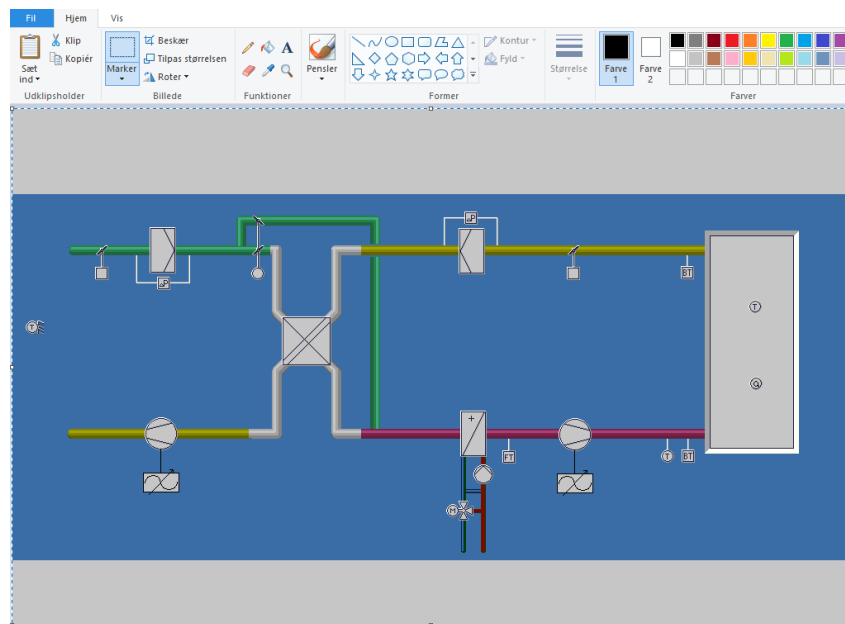 Fil Hjem Vis
Klip
Kopiér
Sæt
ind
Udklipsholder
Marker
Beskær
Tilpas størrelsen
Roter
Billede
A
Funktioner
Pensler
Kontur
Fyld
Former
Størrelse
Farve
1
Farve
2
Farver
P
P
BT
T
T
Q
FT
T
BT
M